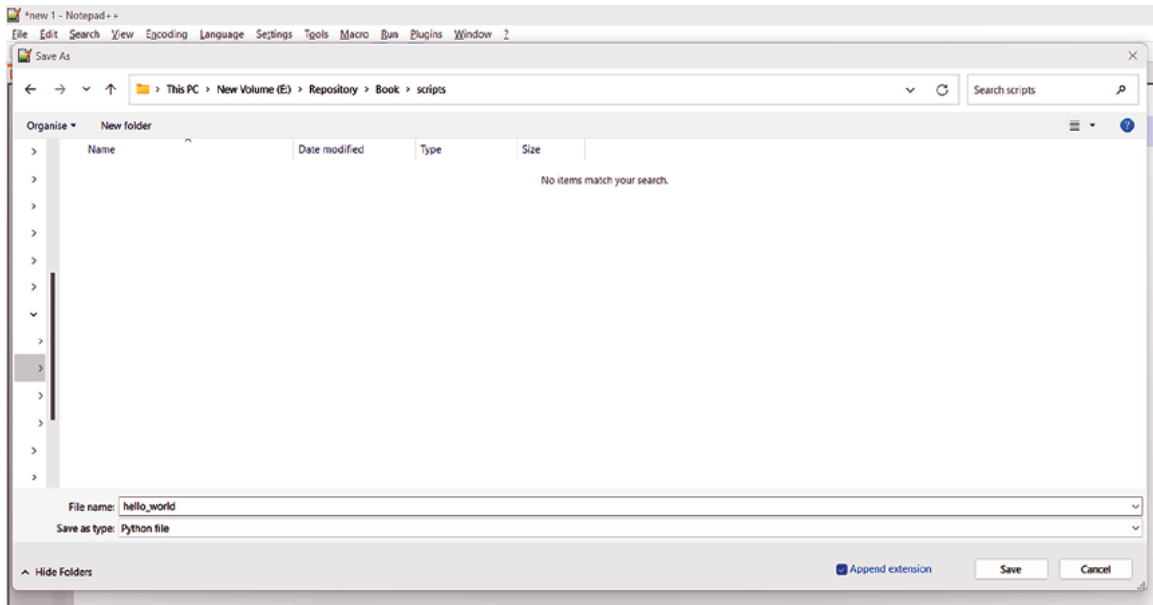 *new 1 - Notepad++
File Edit Search View Encoding Language Settings Tools Macro Run Plugins Window ?
Save As
This PC > New Volume (E:) > Repository > Book > scripts
Search scripts
Organise New folder
Name Date modified Type Size
No items match your search.
File name: hello_world
Save as type: Python file
Hide Folders
Append extension
Save
Cancel